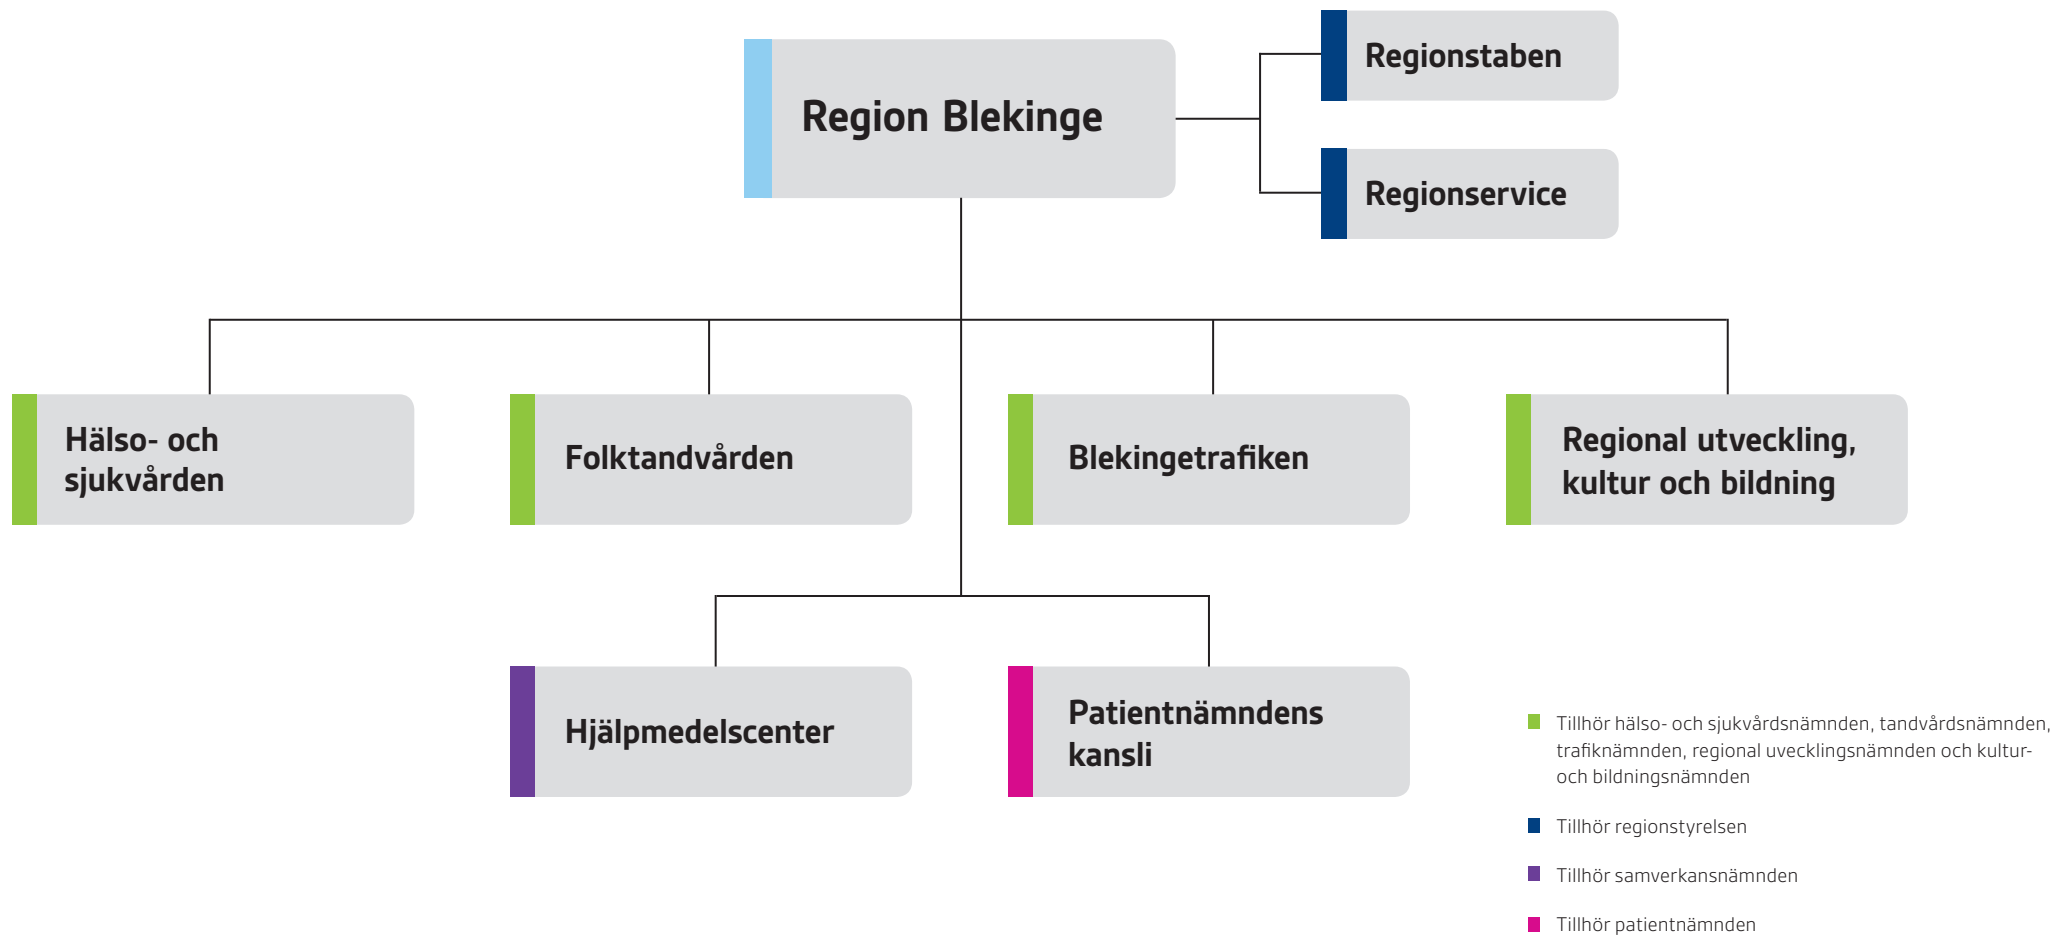 Region Blekinge
Regionstaben
Regionservice
Hälso- och
sjukvården
Folktandvården
Blekingetrafiken
Regional utveckling,
kultur och bildning
Hjälpmedelscenter
Patientnämndens
kansli
Tillhör hälso- och sjukvårdsnämnden, tandvårdsnämnden,
trafiknämnden, regional uvecklingsnämnden och kultur-
och bildningsnämnden
Tillhör regionstyrelsen
Tillhör samverkansnämnden
Tillhör patientnämnden